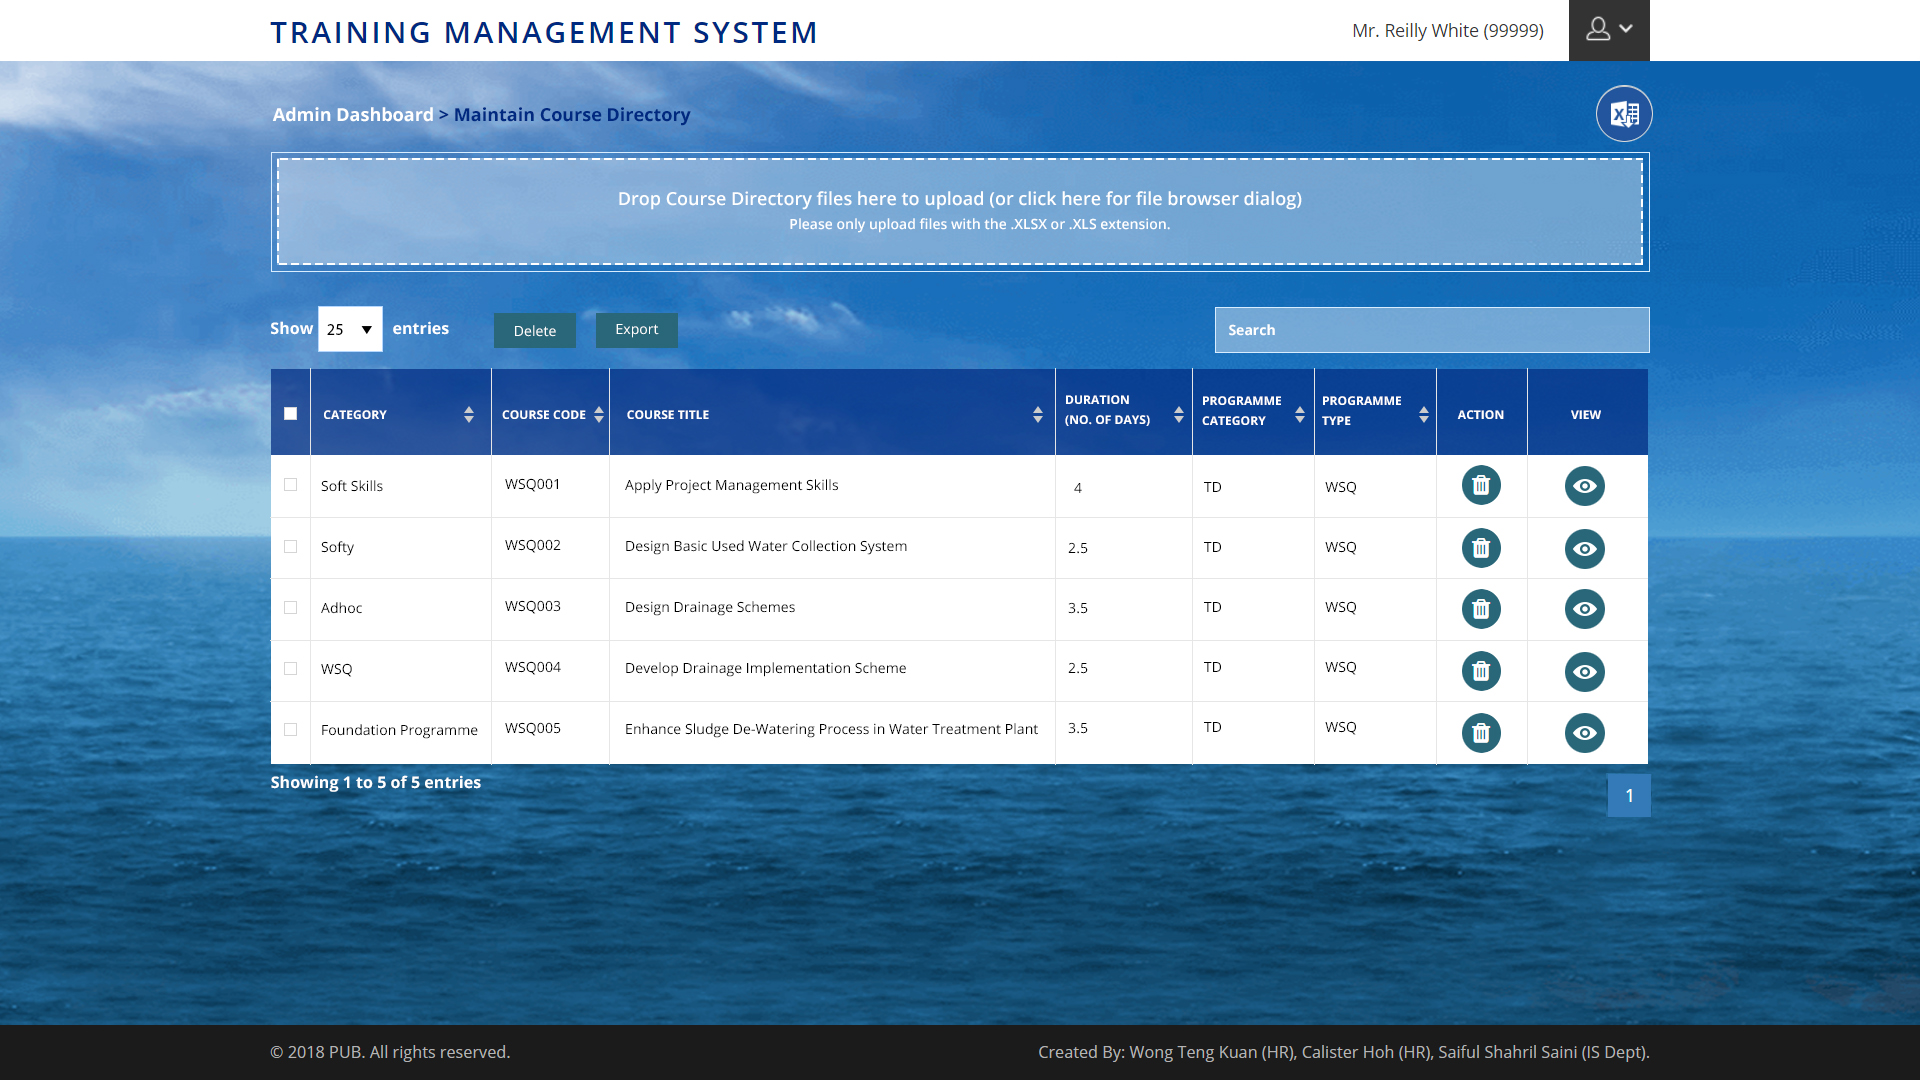 TRAINING MANAGEMENT SYSTEM
Mr. Reilly White (99999)
Admin Dashboard > Maintain Course Directory
Drop Course Directory files here to upload (or click here for file browser dialog)
Please only upload files with the .XLSX or .XLS extension.
Show 25 entries Delete Export Search
CATEGORY COURSE CODE COURSE TITLE DURATION (NO. OF DAYS) PROGRAMME CATEGORY PROGRAMME TYPE ACTION VIEW
Soft Skills WSQ001 Apply Project Management Skills 4 TD WSQ
Softy WSQ002 Design Basic Used Water Collection System 2.5 TD WSQ
Adhoc WSQ003 Design Drainage Schemes 3.5 TD WSQ
WSQ WSQ004 Develop Drainage Implementation Scheme 2.5 TD WSQ
Foundation Programme WSQ005 Enhance Sludge De-Watering Process in Water Treatment Plant 3.5 TD WSQ
Showing 1 to 5 of 5 entries
1
© 2018 PUB. All rights reserved.
Created By: Wong Teng Kuan (HR), Calister Hoh (HR), Saiful Shahril Saini (IS Dept).